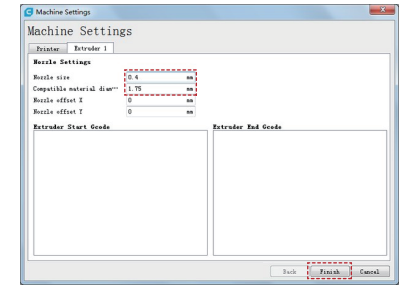 Machine Settings
Machine Settings
Printer Extruder 1
Nozzle Settings
Nozzle size 0.4 mm
Compatible material diam… 1.75 mm
Nozzle offset X 0 mm
Nozzle offset Y 0 mm
Extruder Start Gcode Extruder End Gcode
Back Finish Cancel